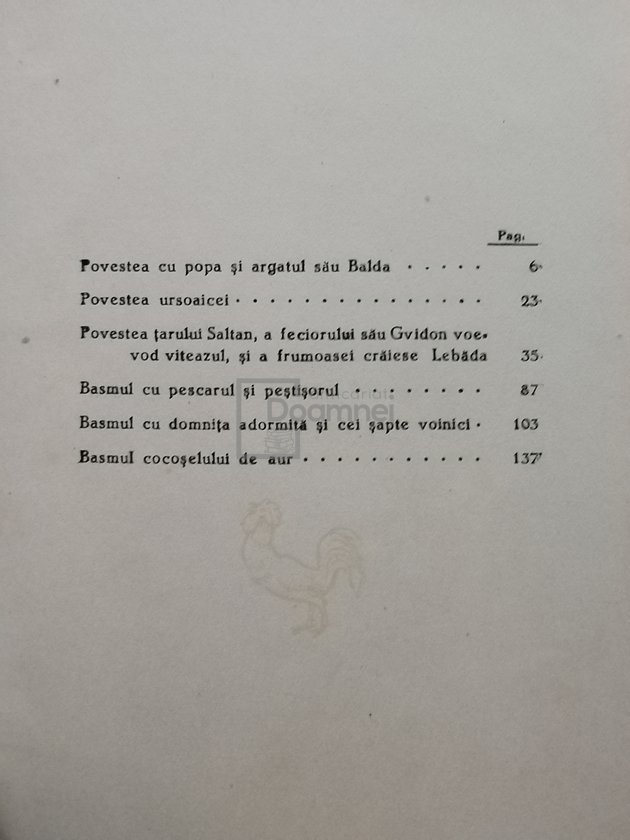 Pag.
Povestea cu popa și argatul său Balda . . . . . 6
Povestea ursoaicei . . . . . . . . . . . . . . . 23
Povestea țarului Saltan, a feciorului său Gvidon voe-
vod viteazul, și a frumoasei crăiese Lebăda 35
Basmul cu pescarul și peștișorul . . . . . . . . 87
Basmul cu domnița adormită și cei șapte voinici . 103
Basmul cocoșelului de aur . . . . . . . . . . . 137
Anticariat
Doamnei